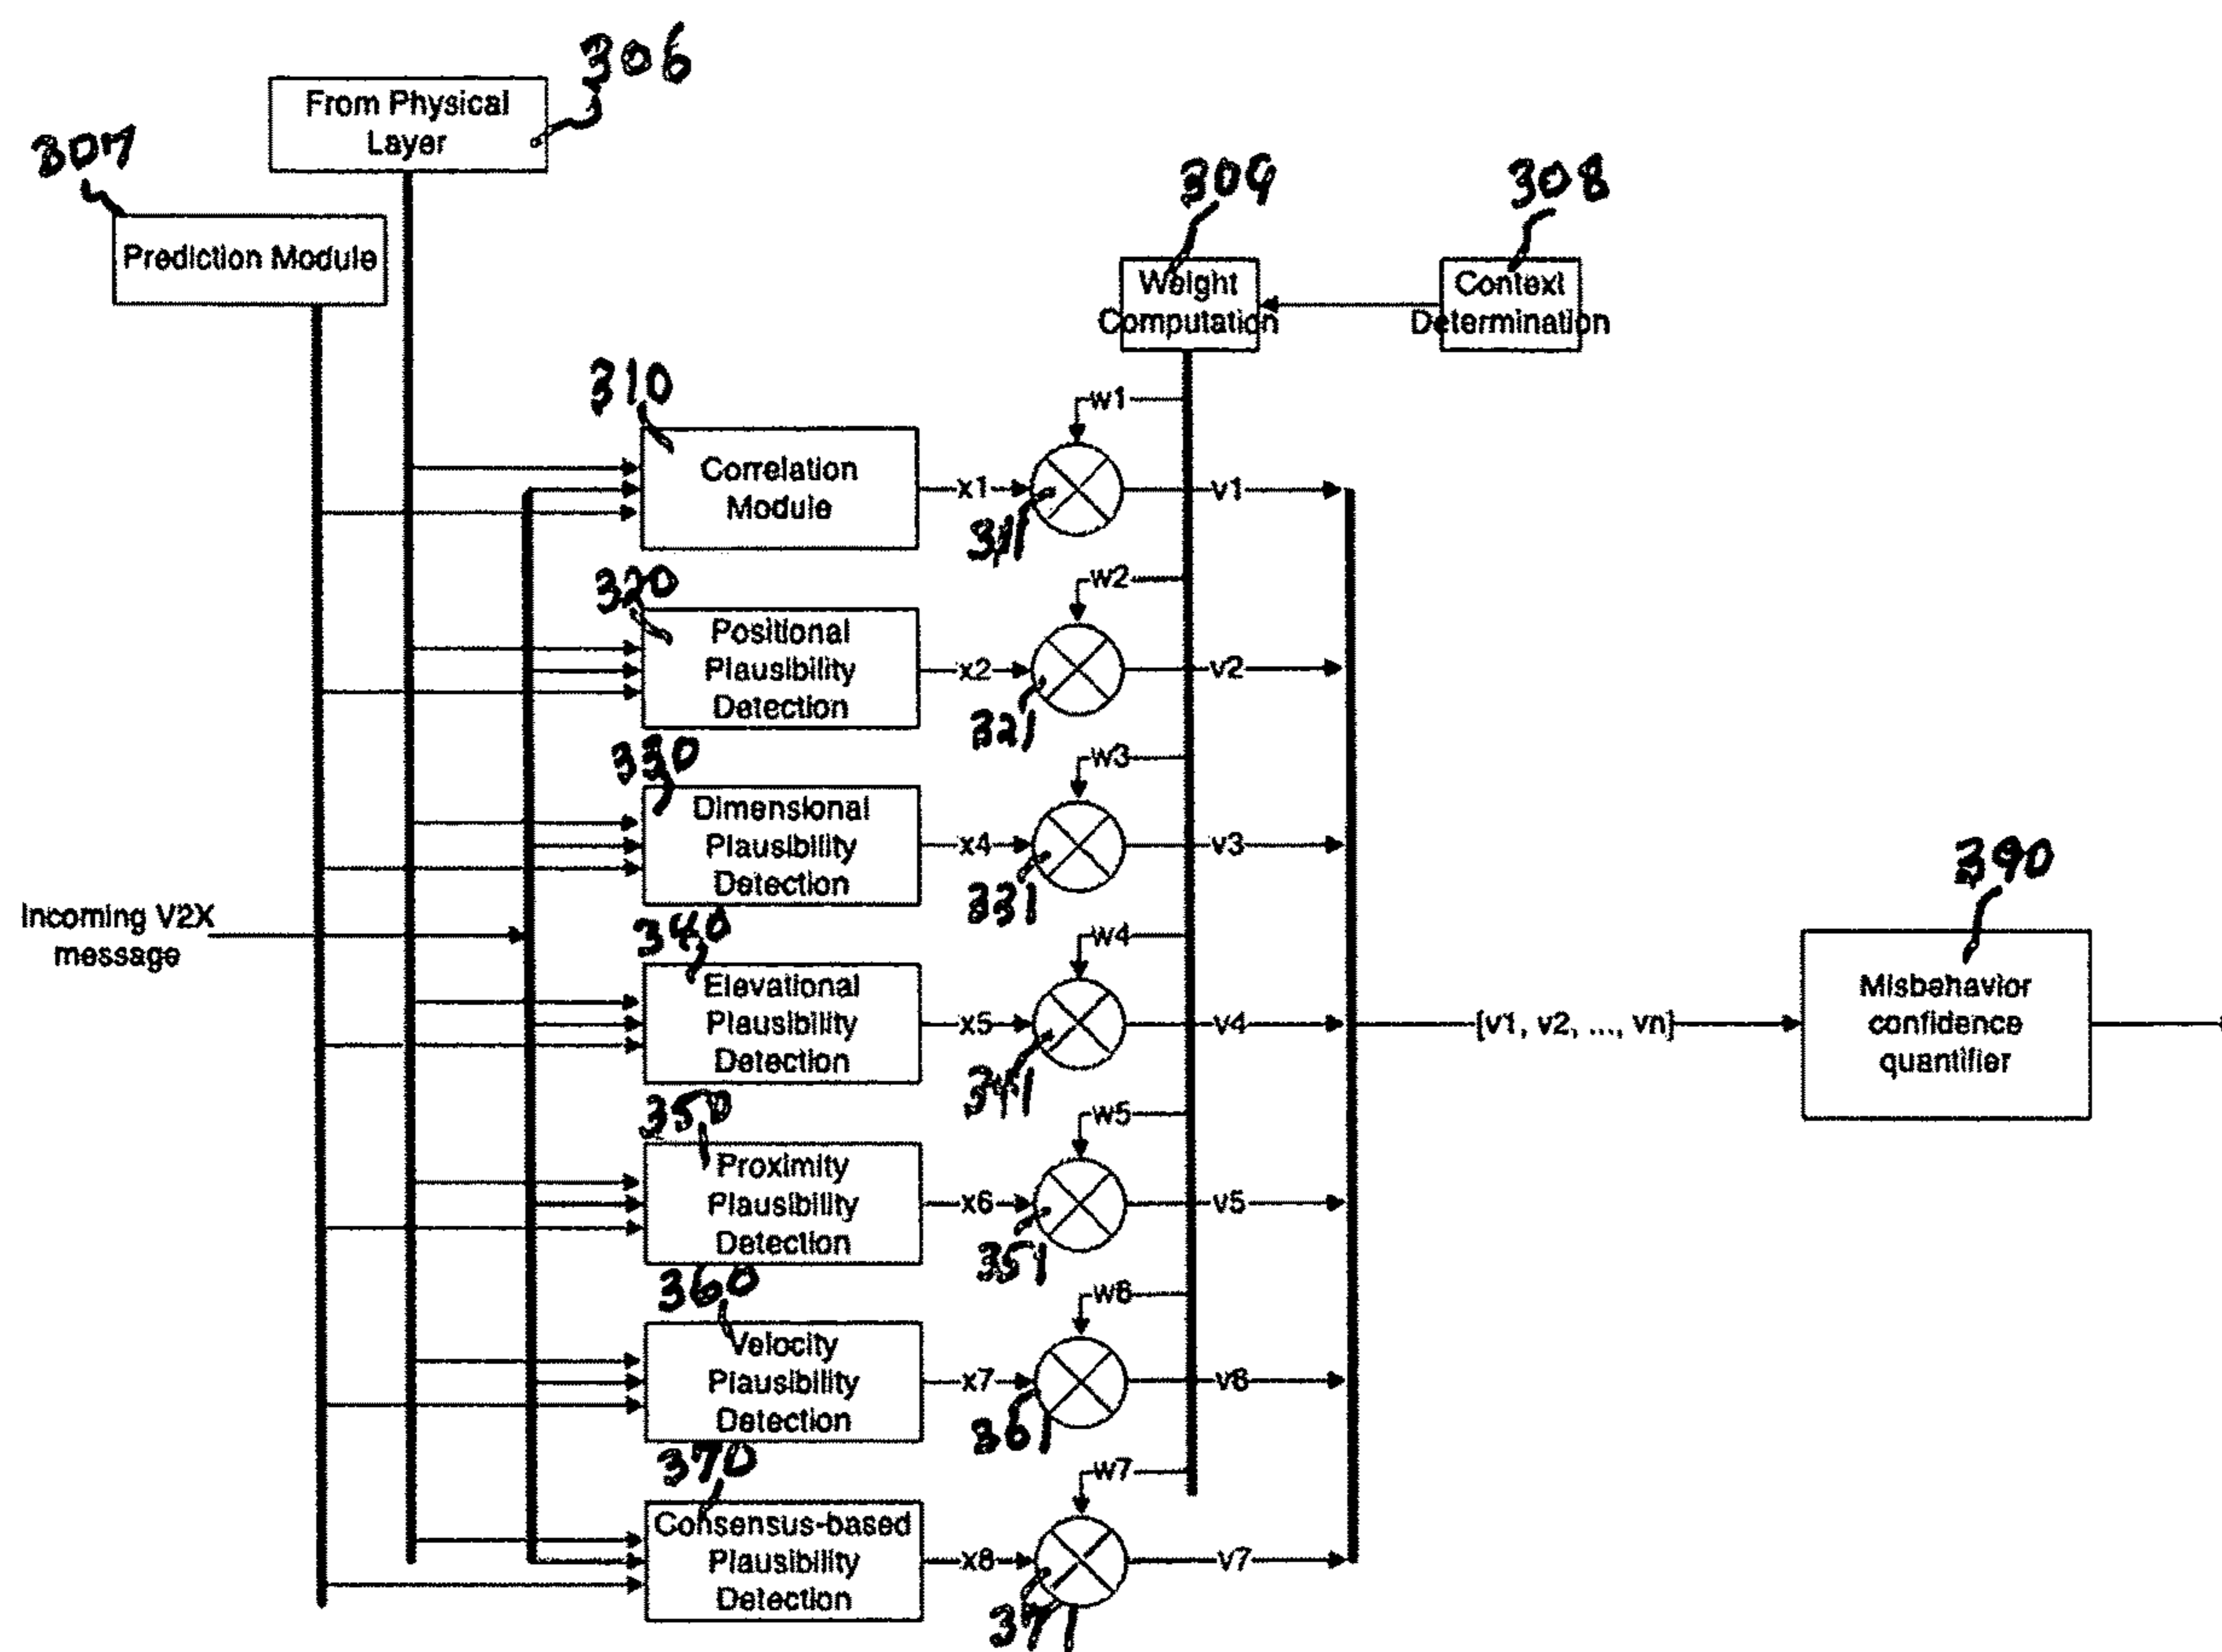 306
From Physical
Layer
307
Prediction Module
309
Weight
Computation
308
Context
Determination
310
Correlation
Module
w1
x1
311
v1
320
Positional
Plausibility
Detection
w2
x2
321
v2
330
Dimensional
Plausibility
Detection
w3
x4
331
v3
Incoming V2X
message
340
Elevational
Plausibility
Detection
w4
x5
341
v4
[v1, v2, ..., vn]
390
Misbehavior
confidence
quantifier
350
Proximity
Plausibility
Detection
w5
x6
351
v5
360
Velocity
Plausibility
Detection
w6
x7
361
v6
370
Consensus-based
Plausibility
Detection
w7
x8
371
v7